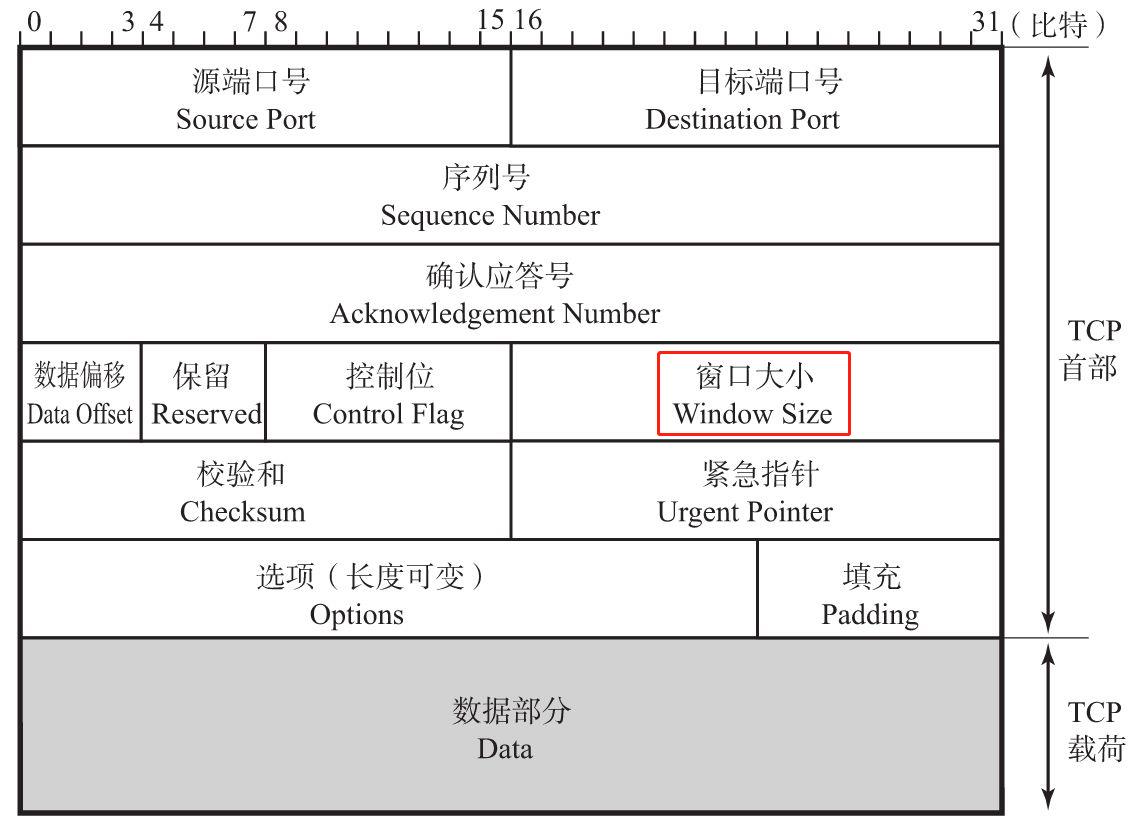 0 3 4 7 8 15 16 31（比特）
源端口号
Source Port
目标端口号
Destination Port
序列号
Sequence Number
确认应答号
Acknowledgement Number
数据偏移
Data Offset
保留
Reserved
控制位
Control Flag
窗口大小
Window Size
校验和
Checksum
紧急指针
Urgent Pointer
选项（长度可变）
Options
填充
Padding
TCP
首部
数据部分
Data
TCP
载荷